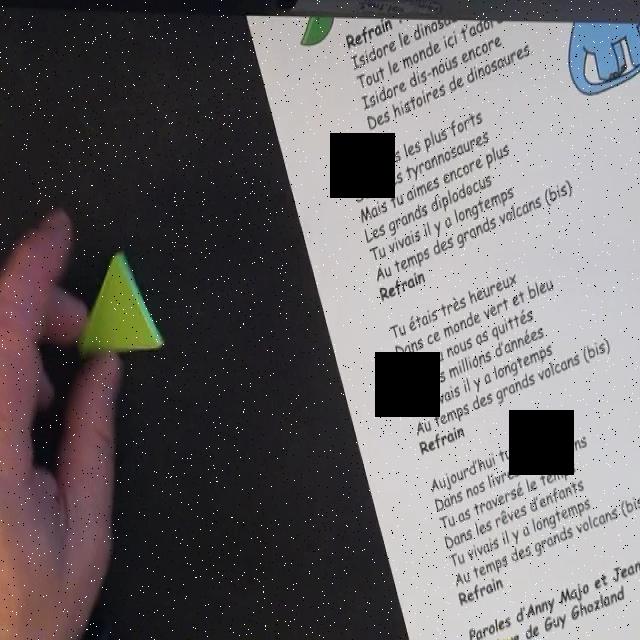 Refrain
Isidore le
Tout le monde ici
Isidore dis-nous encore
Des histoires de dinosaures
les plus forts
tyrannosaures
Mais tu aimes encore plus
Les grands diplodocus
Tu vivais il y a longtemps
Au temps des grands volcans (bis)
Refrain
Tu étais très heureux
Dans ce monde vert et bleu
nous as quittés
millions d'années
il y a longtemps
Au temps des grands volcans (bis)
Refrain
Aujourd'hui
Dans nos
Tu as traversé le
Dans les rêves d'enfants
Tu vivais il y a longtemps
Au temps des grands volcans (bis
Refrain
Paroles d'Anny Majo et Jean
de Guy Ghozland